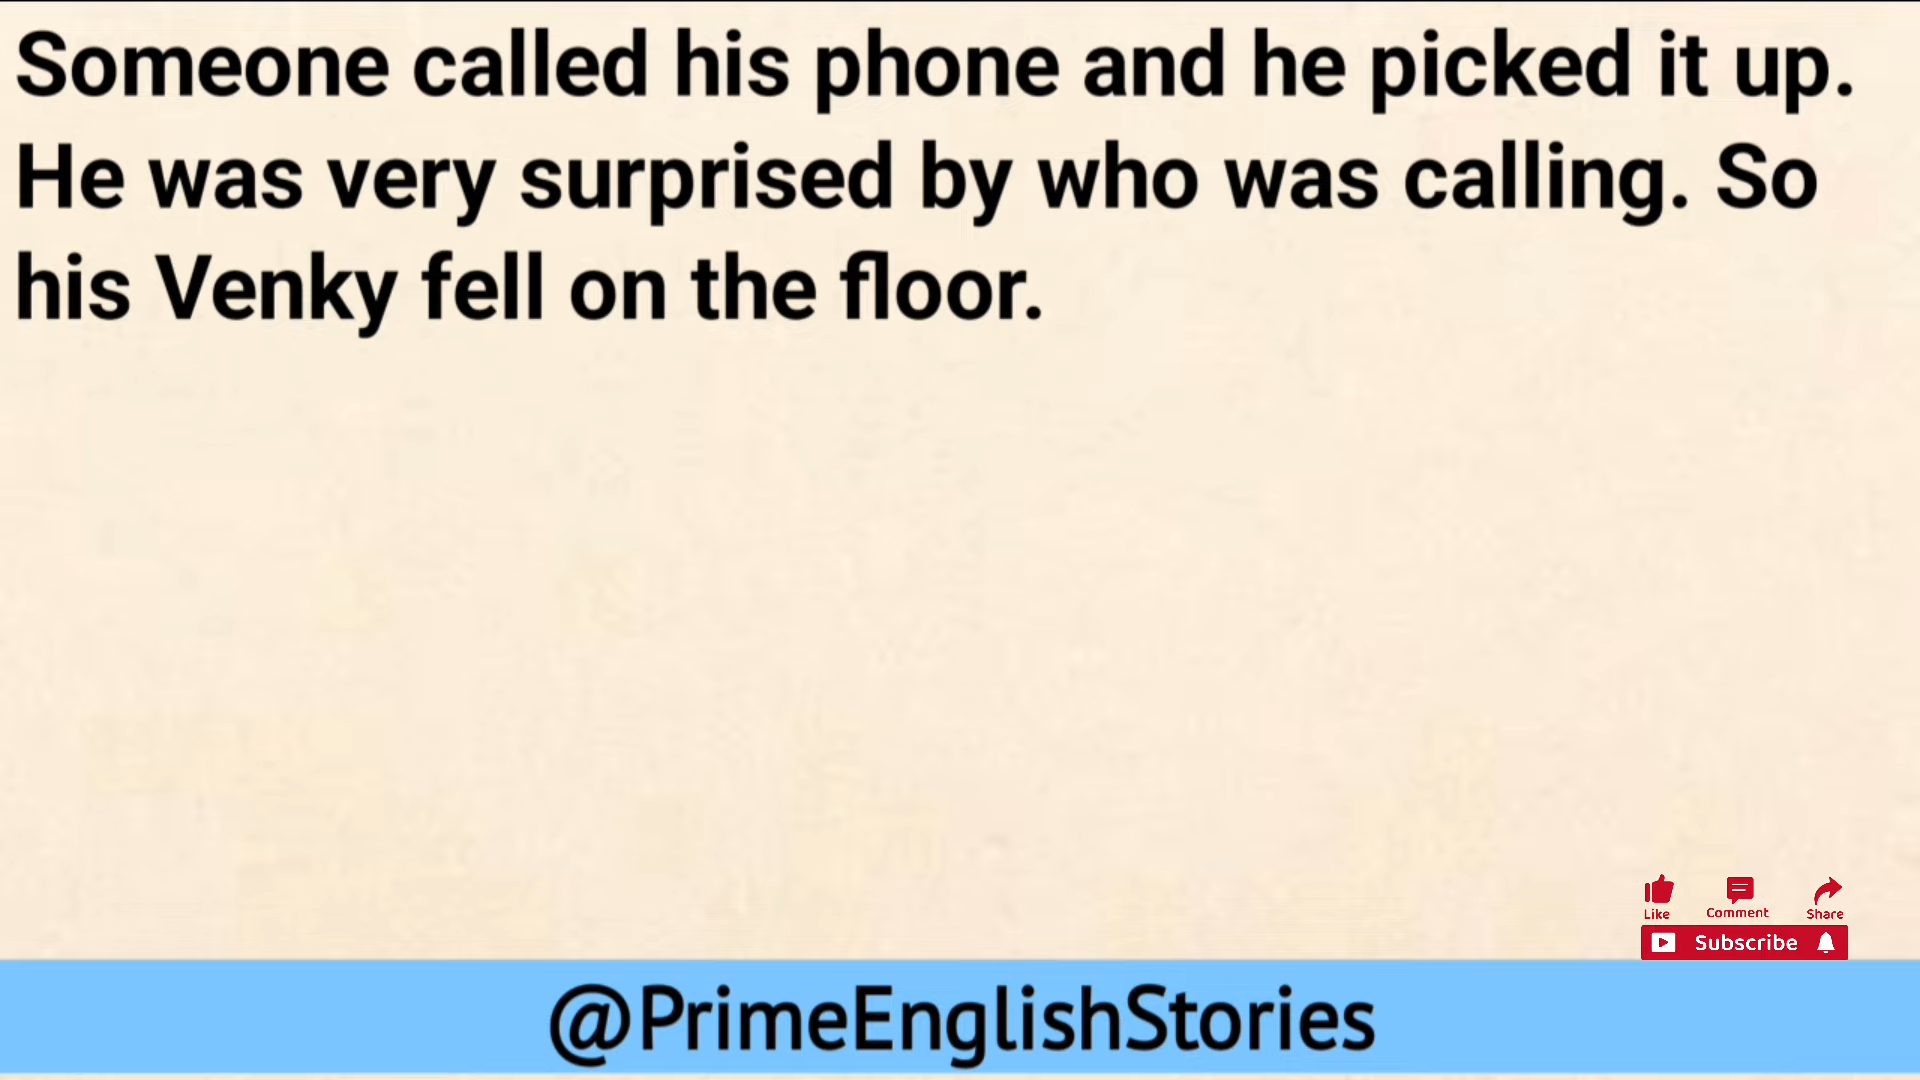 Someone called his phone and he picked it up.
He was very surprised by who was calling. So
his Venky fell on the floor.
Like Comment Share
Subscribe
@PrimeEnglishStories